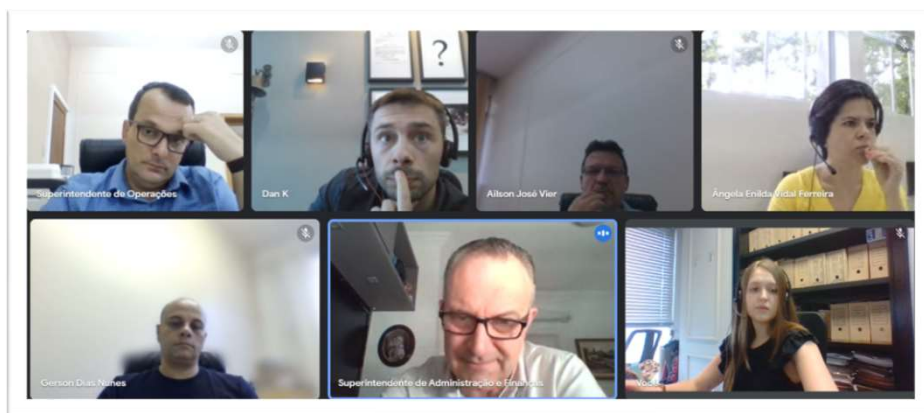 ?
Superintendente de Operações
Dan K
Ailson José Vier
Ângela Enilda Vidal Ferreira
Gerson Dias Nunes
Superintendente de Administração e Finanças
Você